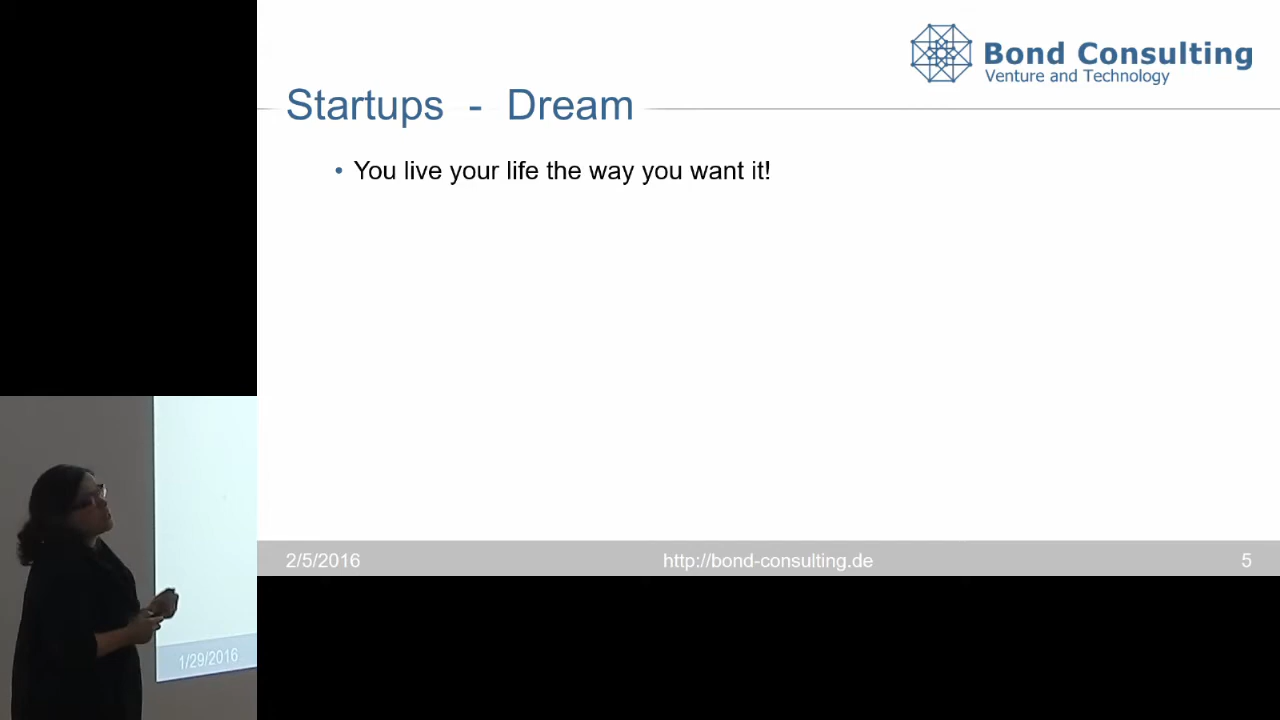 Bond Consulting
Venture and Technology
Startups - Dream
• You live your life the way you want it!
2/5/2016 http://bond-consulting.de 5
1/29/2016